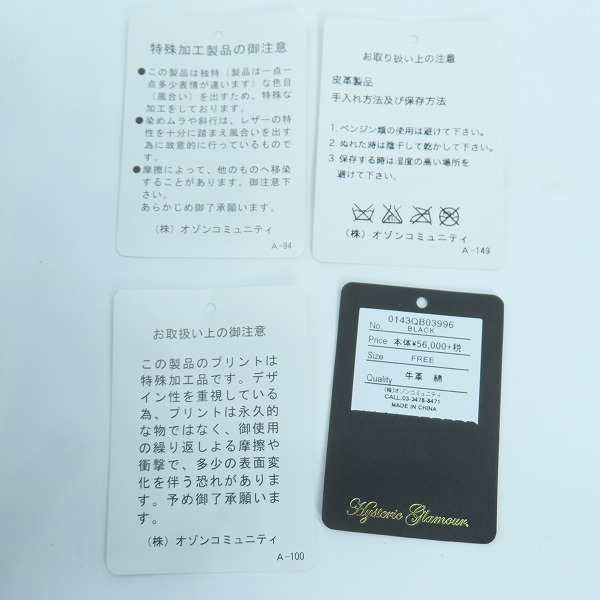 特殊加工製品の御注意
●この製品は独特（製品は一点一
点多少表情が違います）な色目
（風合い）を出すため、特殊な
加工をしております。
●染めムラや斜行は、レザーの特
性を十分に踏まえ風合いを出す
為に故意的に行っているもので
す。
●摩擦によって、他のものへ移染
することがあります。御注意下
さい。
あらかじめ御了承願います。
（株）オゾンコミュニティ
A-94
お取り扱い上の注意
皮革製品
手入れ方法及び保存方法
1. ベンジン類の使用は避けて下さい。
2. ぬれた時は陰干しして乾かして下さい。
3. 保存する時は湿度の高い場所を
避けて下さい。
（株）オゾンコミュニティ
A-149
お取扱い上の御注意
この製品のプリントは
特殊加工品です。デザ
イン性を重視している
為、プリントは永久的
な物ではなく、御使用
の繰り返しよる摩擦や
衝撃で、多少の表面変
化を伴う恐れがありま
す。予め御了承願いま
す。
（株）オゾンコミュニティ
A-100
0143QB03996
No. BLACK
Price 本体¥56,000+税
Size FREE
Quality 牛革 綿
(株)オゾンコミュニティ
CALL:03-3478-8471
MADE IN CHINA
Hysteric Glamour.